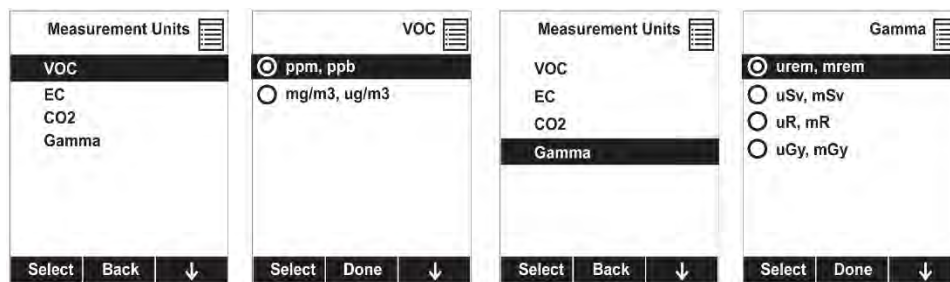 Measurement Units
VOC
EC
CO2
Gamma
Select Back ↓
VOC
ppm, ppb
mg/m3, ug/m3
Select Done ↓
Measurement Units
VOC
EC
CO2
Gamma
Select Back ↓
Gamma
urem, mrem
uSv, mSv
uR, mR
uGy, mGy
Select Done ↓